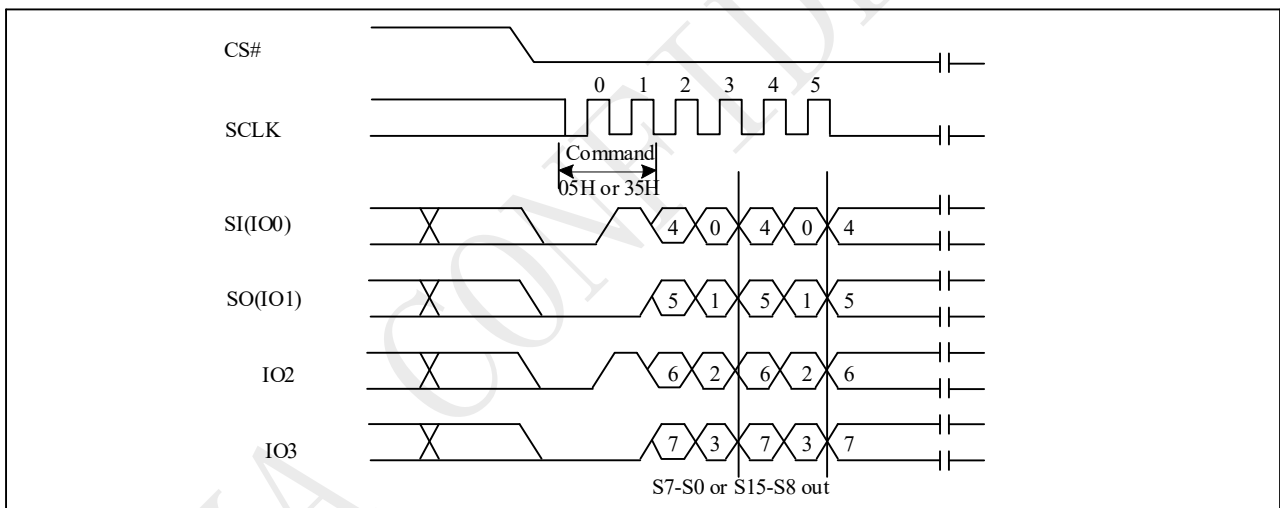 CS#
0 1 2 3 4 5
SCLK
Command
05H or 35H
SI(IO0) 4 0 4 0 4
SO(IO1) 5 1 5 1 5
IO2 6 2 6 2 6
IO3 7 3 7 3 7
S7-S0 or S15-S8 out